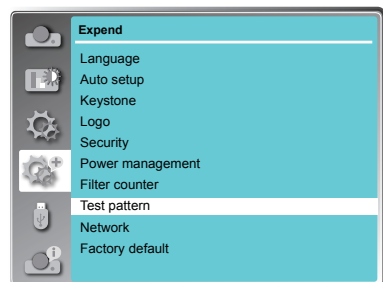 Expend
Language
Auto setup
Keystone
Logo
Security
Power management
Filter counter
Test pattern
Network
Factory default